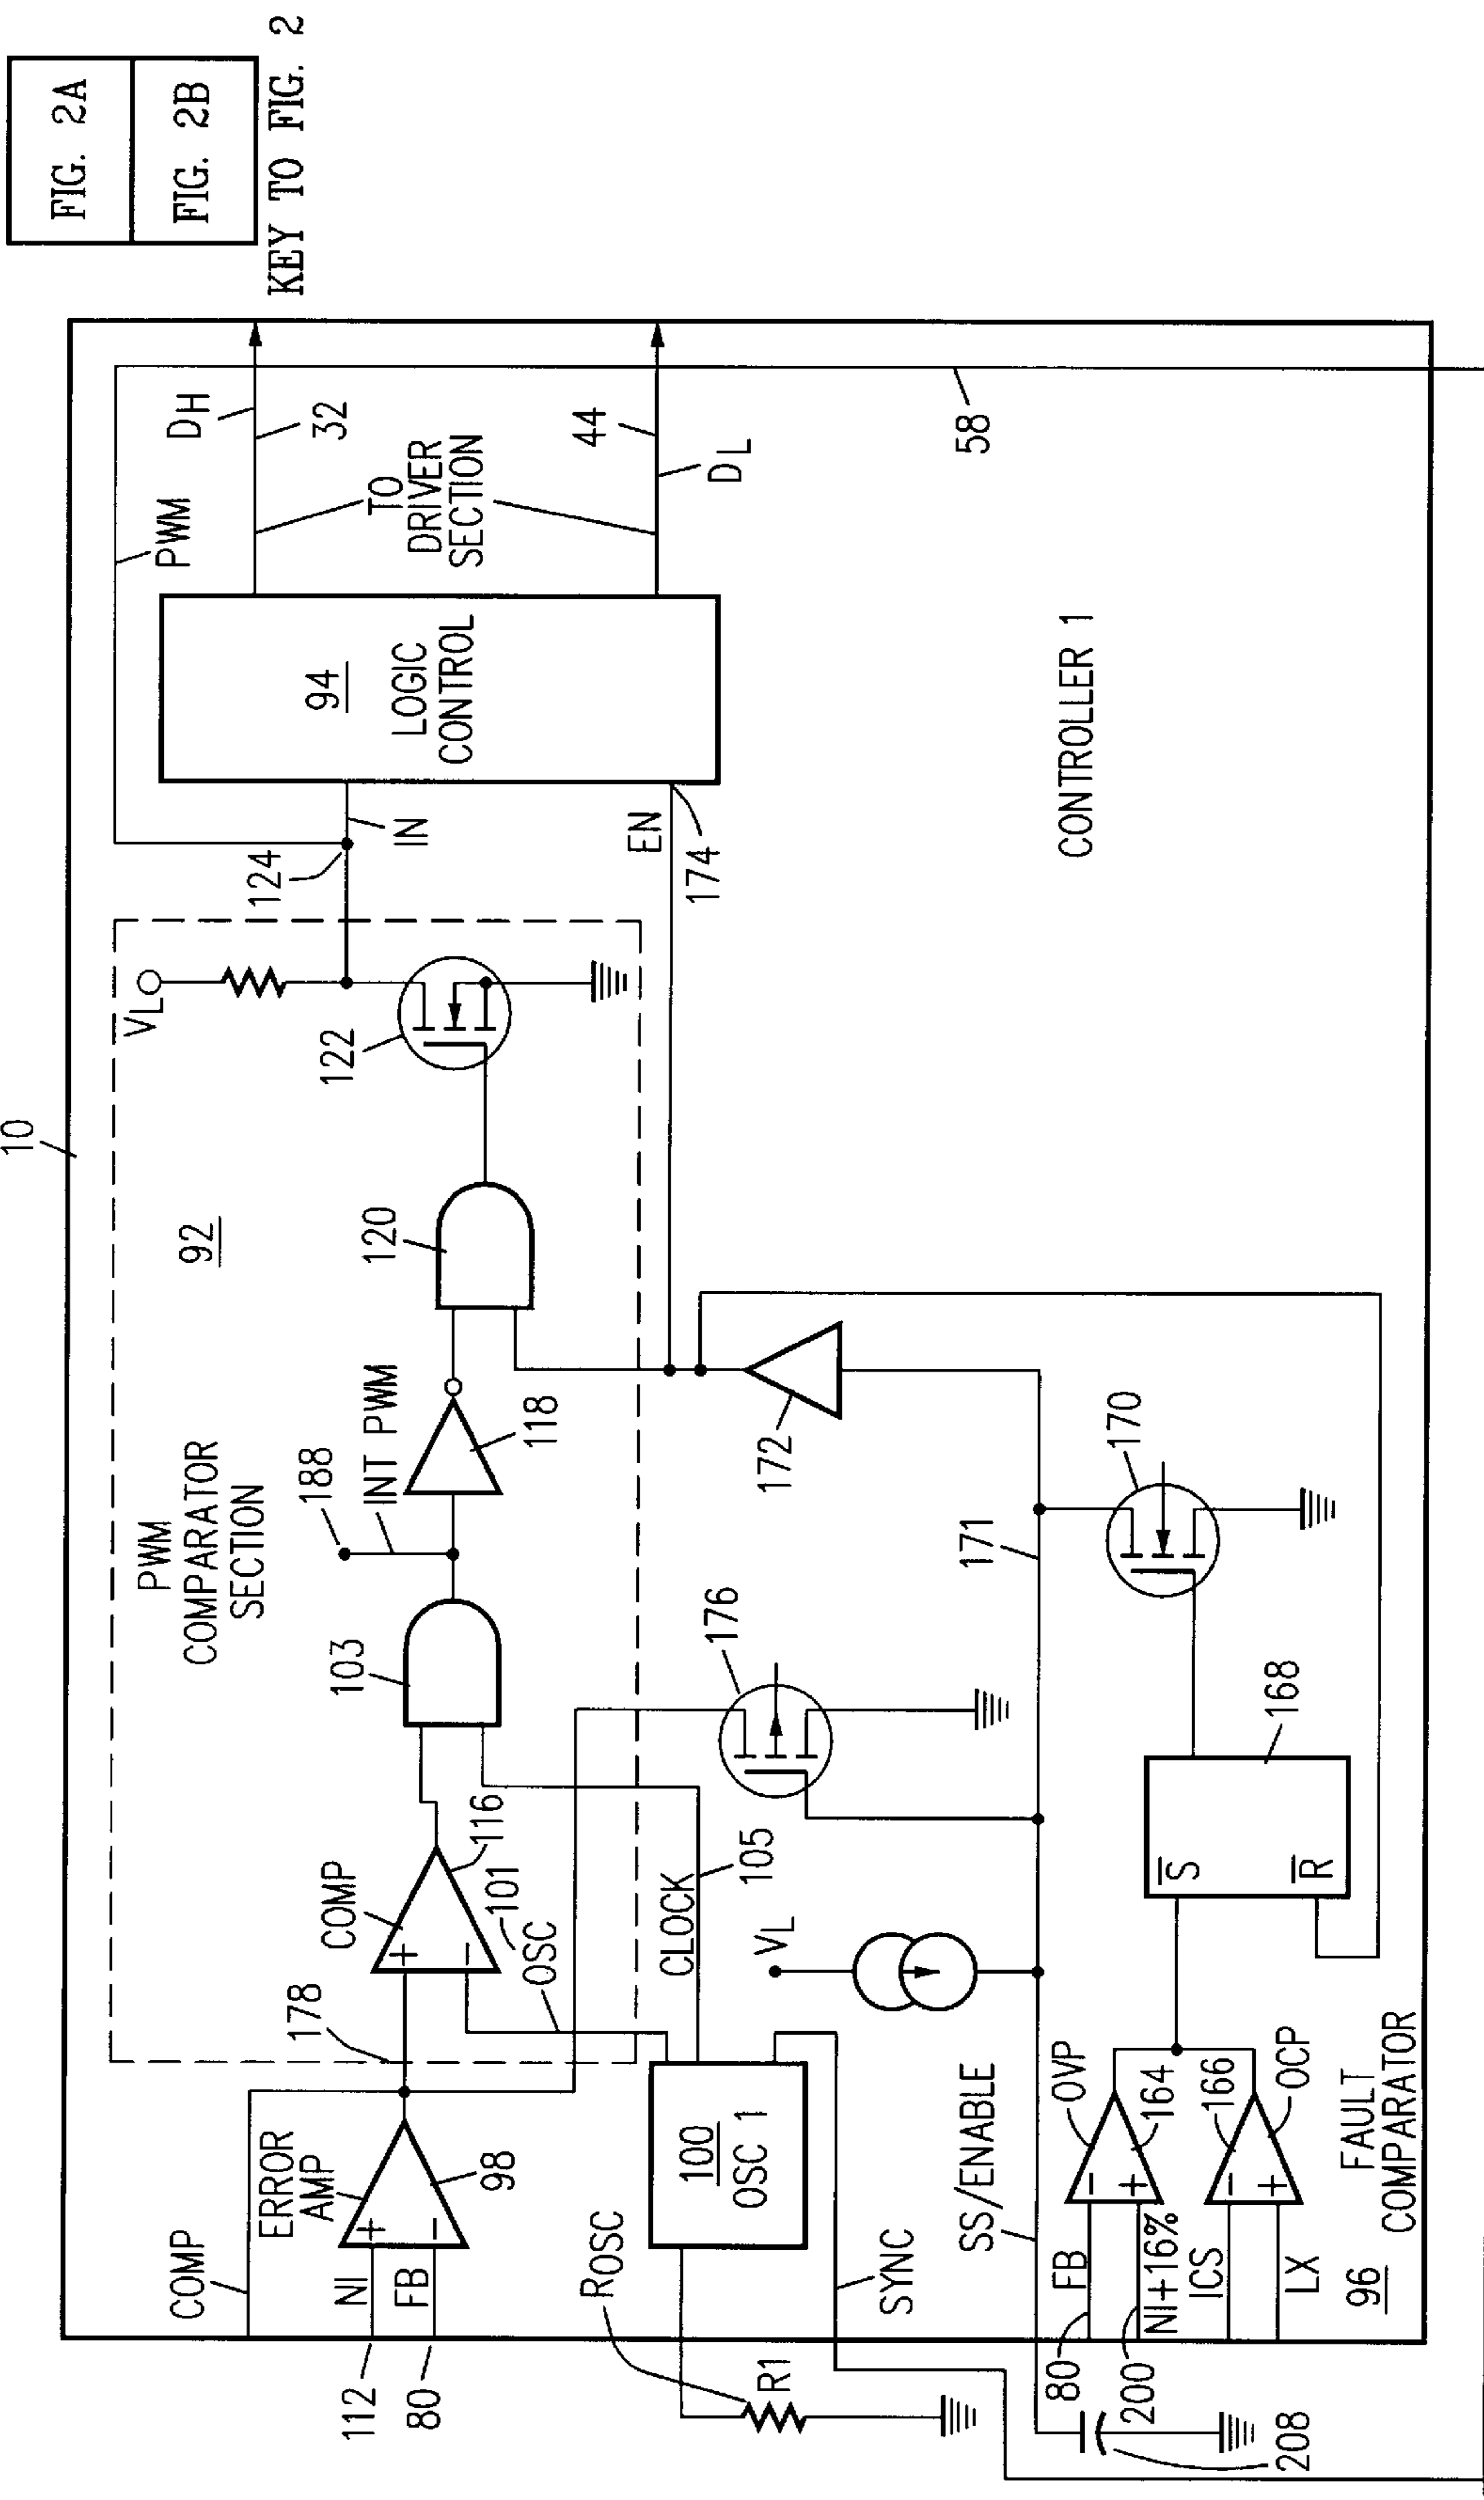 FIG. 2A
FIG. 2B
KEY TO FIG. 2
10
92
PWM
COMPARATOR
SECTION
VL
122
124
IN
PWM
DH
32
TO
DRIVER
SECTION
44
DL
58
94
LOGIC
CONTROL
EN
174
120
118
INT PWM
188
103
COMP
116
101
OSC
178
COMP
ERROR
AMP
NI
FB
+
−
+
−
98
112
80
CLOCK
105
176
172
171
170
VL
100
OSC 1
ROSC
R1
SYNC
SS/ENABLE
OVP
FB
80
−
+
164
NI+16%
200
ICS
166
−
+
OCP
LX
96
FAULT
COMPARATOR
S
R
168
208
CONTROLLER 1